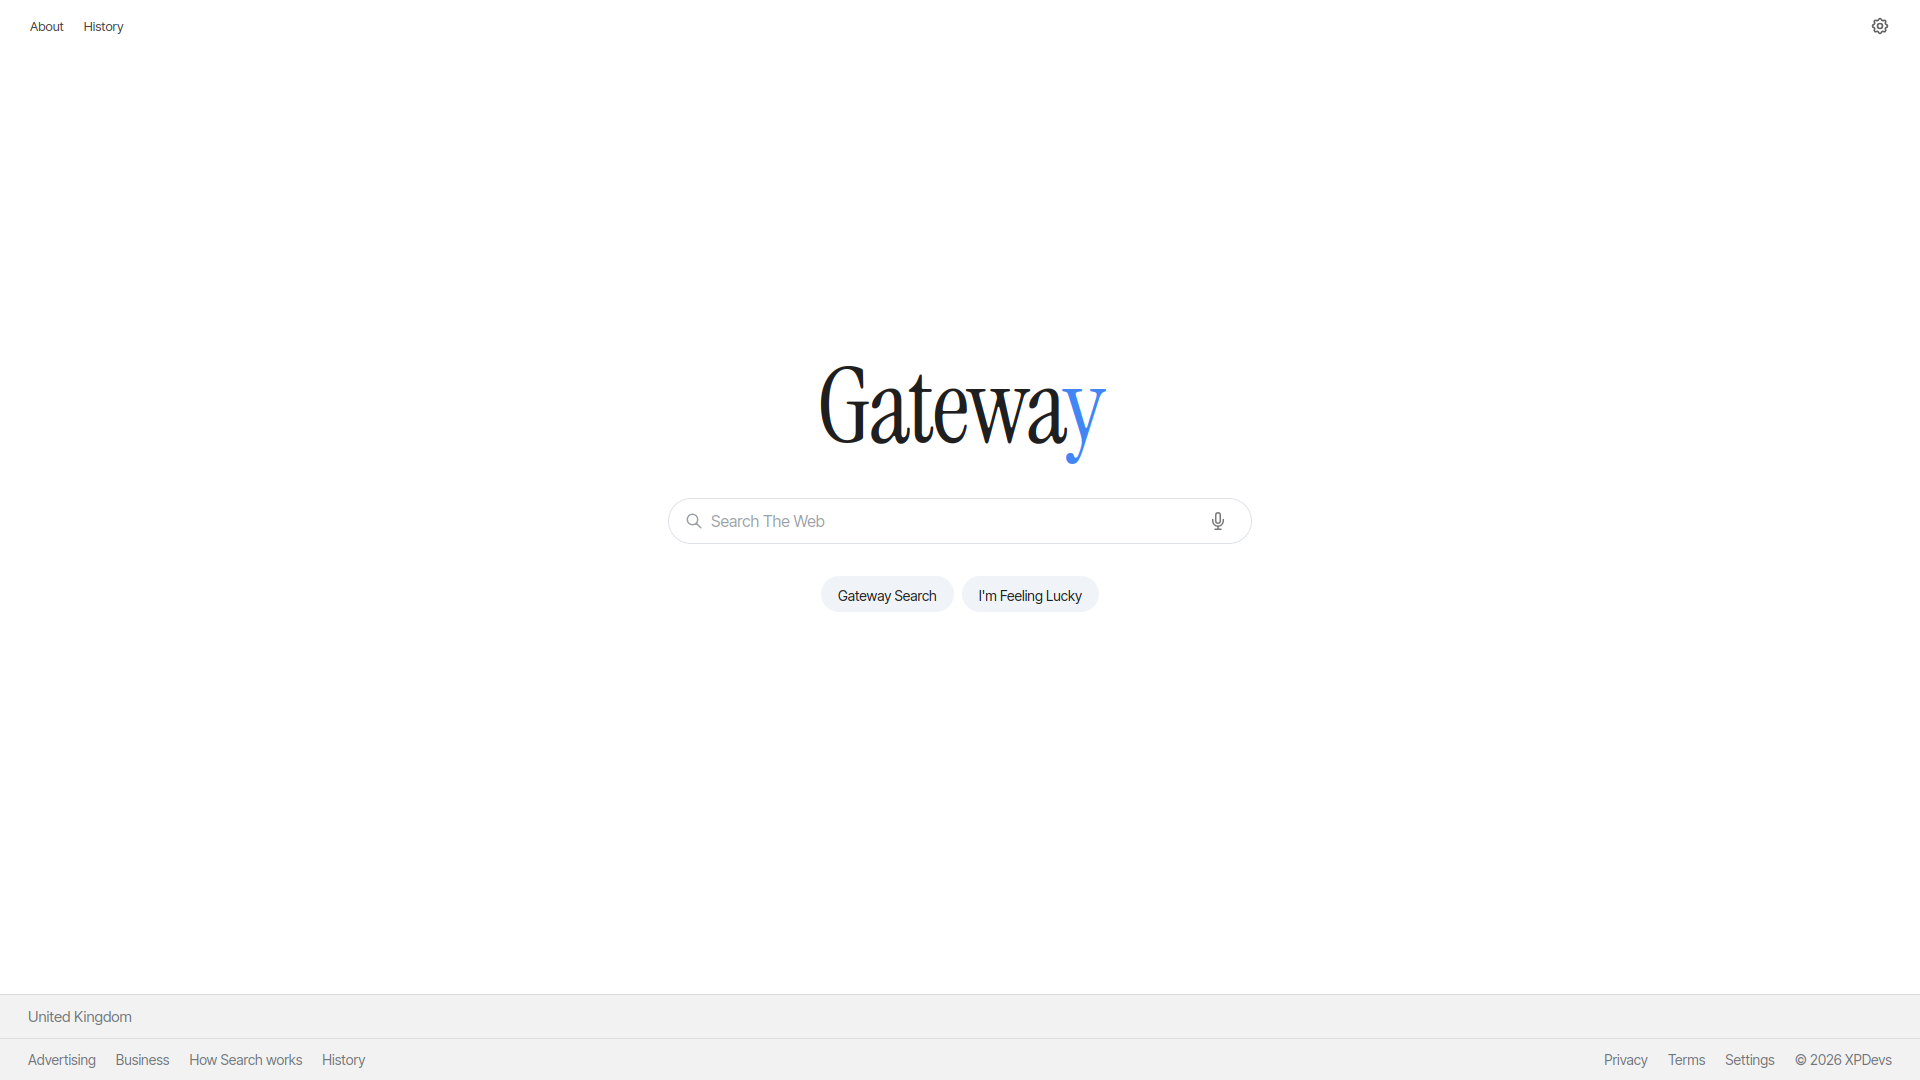 About History
Gateway
Search The Web
Gateway Search I'm Feeling Lucky
United Kingdom
Advertising Business How Search works History Privacy Terms Settings © 2026 XPDevs